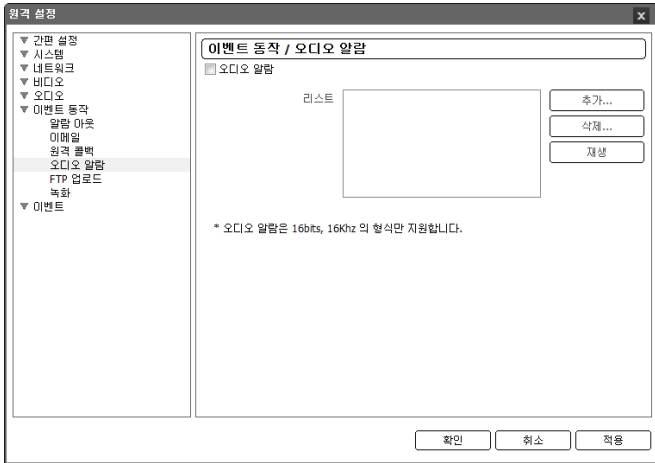 원격 설정
간편 설정
시스템
네트워크
비디오
오디오
이벤트 동작
알람 아웃
이메일
원격 콜백
오디오 알람
FTP 업로드
녹화
이벤트
이벤트 동작 / 오디오 알람
오디오 알람
리스트
추가...
삭제...
재생
* 오디오 알람은 16bits, 16Khz 의 형식만 지원합니다.
확인
취소
적용